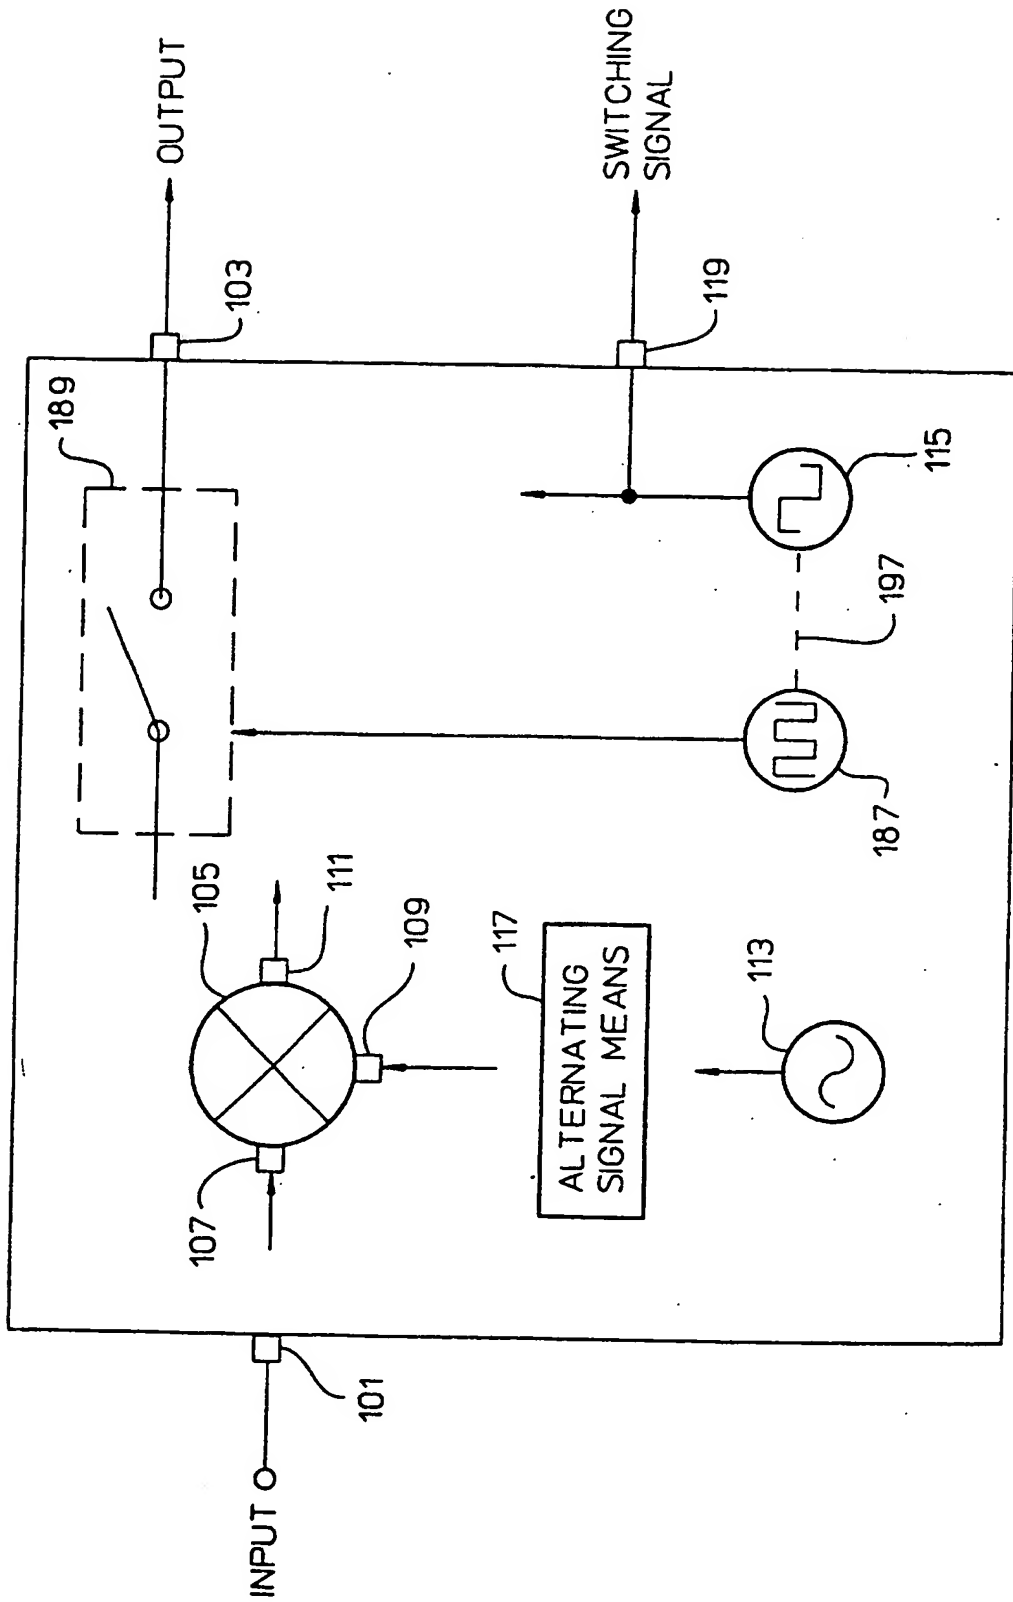 OUTPUT
189
103
SWITCHING
SIGNAL
119
105
111
109
107
117
ALTERNATING
SIGNAL MEANS
113
187
197
115
INPUT
101